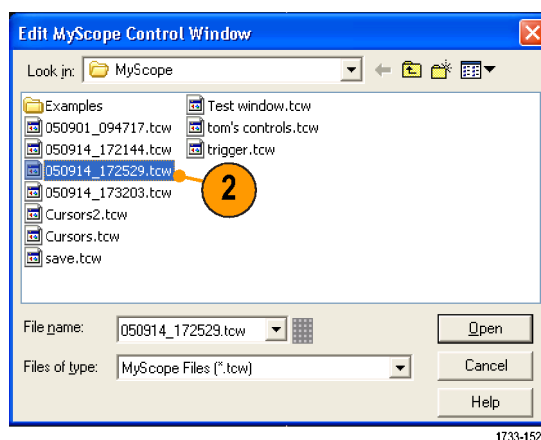 Edit MyScope Control Window
Look in: MyScope
Examples
050901_094717.tcw
050914_172144.tcw
050914_172529.tcw
050914_173203.tcw
Cursors2.tcw
Cursors.tcw
save.tcw
Test window.tcw
tom's controls.tcw
trigger.tcw
2
File name: 050914_172529.tcw Open
Files of type: MyScope Files (*.tcw) Cancel
Help
1733-152